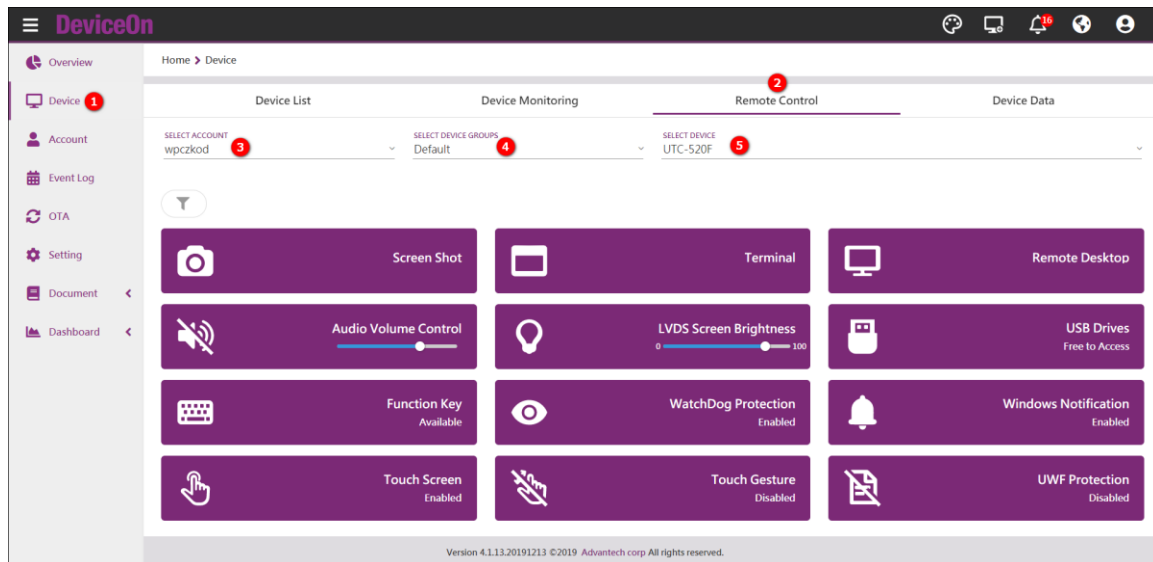 DeviceOn
16
Overview
Home > Device
Device 1
2
Device List
Device Monitoring
Remote Control
Device Data
Account
SELECT ACCOUNT
wpczkod 3
SELECT DEVICE GROUPS
Default 4
SELECT DEVICE
UTC-520F 5
Event Log
OTA
Setting
Document
Dashboard
Screen Shot
Terminal
Remote Desktop
Audio Volume Control
LVDS Screen Brightness
0 100
USB Drives
Free to Access
Function Key
Available
WatchDog Protection
Enabled
Windows Notification
Enabled
Touch Screen
Enabled
Touch Gesture
Disabled
UWF Protection
Disabled
Version 4.1.13.20191213 ©2019 Advantech corp All rights reserved.